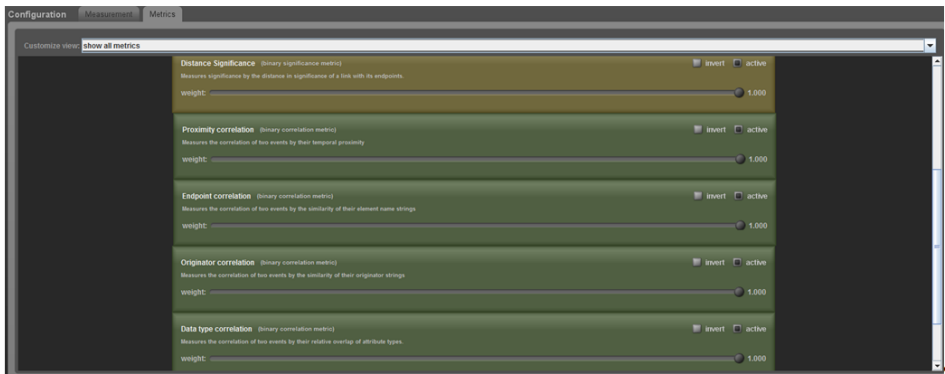 Configuration Measurement Metrics
Customize view: show all metrics
Distance Significance (binary significance metric) invert active
Measures significance by the distance in significance of a link with its endpoints.
weight: 1.000
Proximity correlation (binary correlation metric) invert active
Measures the correlation of two events by their temporal proximity
weight: 1.000
Endpoint correlation (binary correlation metric) invert active
Measures the correlation of two events by the similarity of their element name strings
weight: 1.000
Originator correlation (binary correlation metric) invert active
Measures the correlation of two events by the similarity of their originator strings
weight: 1.000
Data type correlation (binary correlation metric) invert active
Measures the correlation of two events by their relative overlap of attribute types.
weight: 1.000